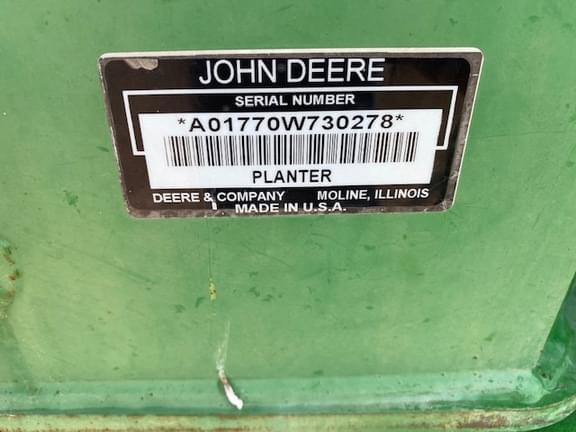 JOHN DEERE
SERIAL NUMBER
*A01770W730278*
PLANTER
DEERE & COMPANY MOLINE, ILLINOIS
MADE IN U.S.A.